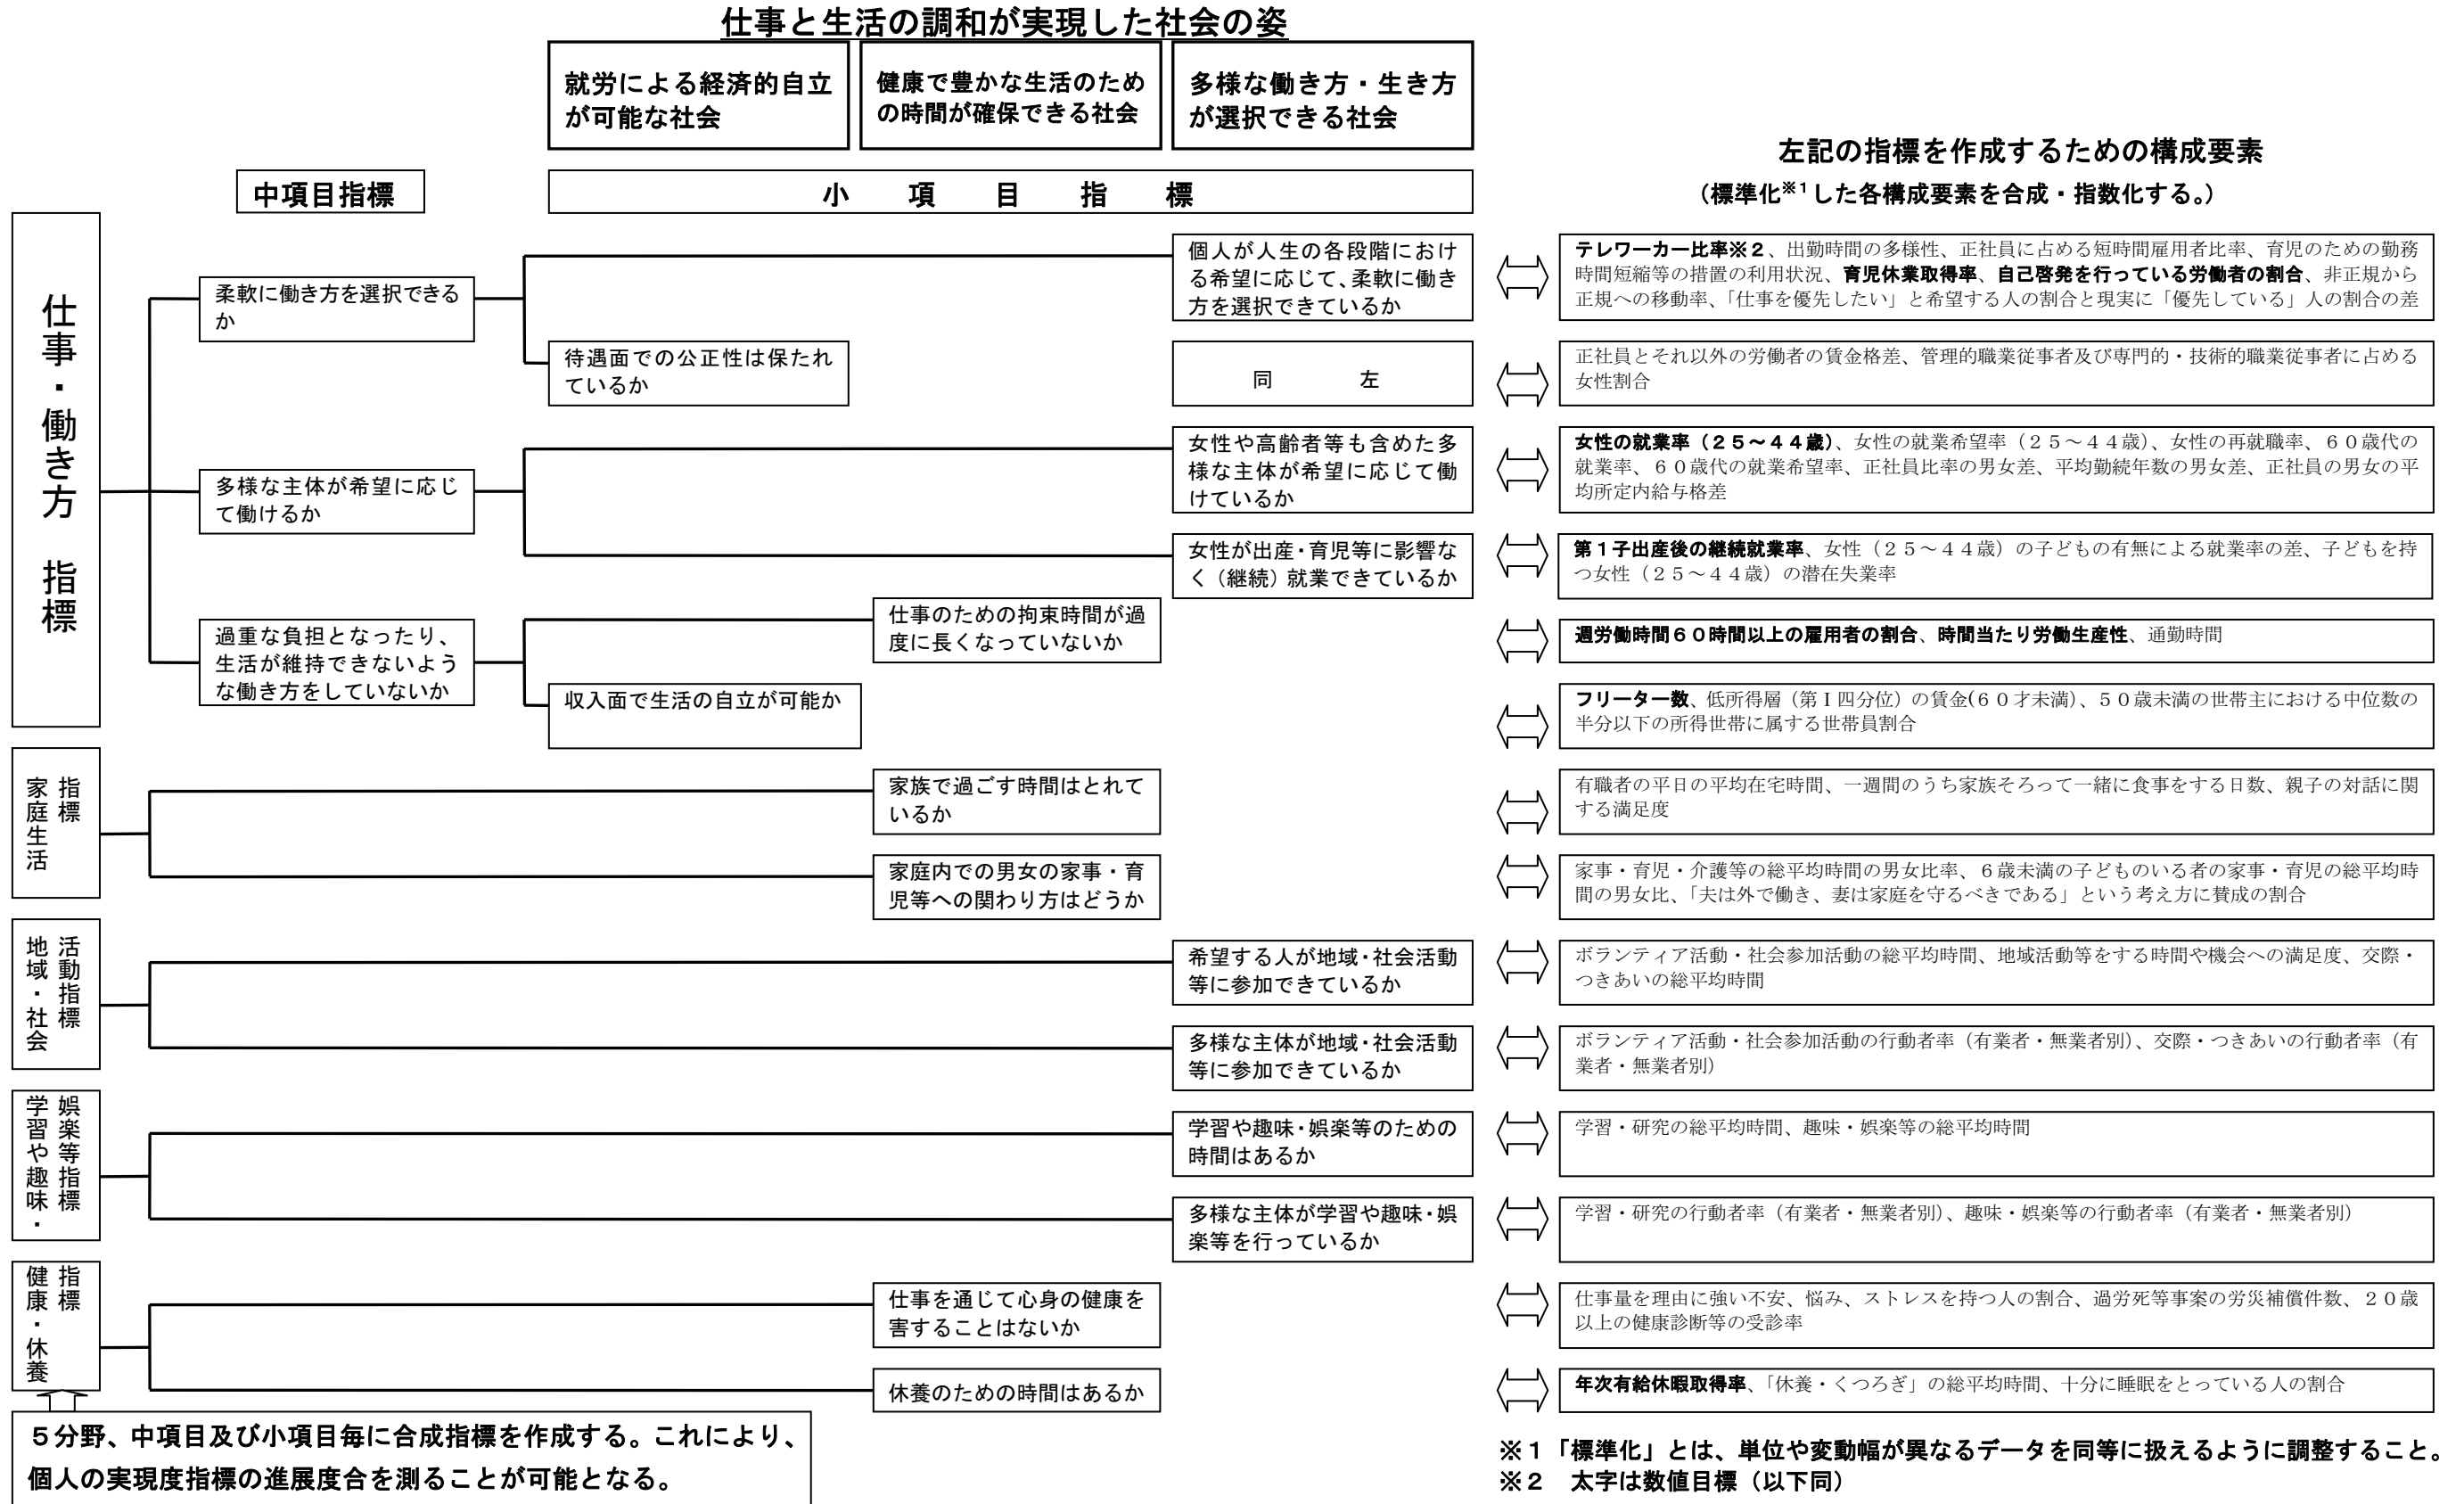 仕事と生活の調和が実現した社会の姿
就労による経済的自立
が可能な社会
健康で豊かな生活のため
の時間が確保できる社会
多様な働き方・生き方
が選択できる社会
左記の指標を作成するための構成要素
（標準化※１した各構成要素を合成・指数化する。）
中項目指標
小　項　目　指　標
仕事・働き方　指標
柔軟に働き方を選択できる
か
個人が人生の各段階におけ
る希望に応じて、柔軟に働き
方を選択できているか
テレワーカー比率※２、出勤時間の多様性、正社員に占める短時間雇用者比率、育児のための勤務
時間短縮等の措置の利用状況、育児休業取得率、自己啓発を行っている労働者の割合、非正規から
正規への移動率、「仕事を優先したい」と希望する人の割合と現実に「優先している」人の割合の差
待遇面での公正性は保たれ
ているか
同　　左
正社員とそれ以外の労働者の賃金格差、管理的職業従事者及び専門的・技術的職業従事者に占める
女性割合
多様な主体が希望に応じ
て働けるか
女性や高齢者等も含めた多
様な主体が希望に応じて働
けているか
女性の就業率（２５～４４歳）、女性の就業希望率（２５～４４歳）、女性の再就職率、６０歳代の
就業率、６０歳代の就業希望率、正社員比率の男女差、平均勤続年数の男女差、正社員の男女の平
均所定内給与格差
女性が出産・育児等に影響な
く（継続）就業できているか
第１子出産後の継続就業率、女性（２５～４４歳）の子どもの有無による就業率の差、子どもを持
つ女性（２５～４４歳）の潜在失業率
過重な負担となったり、
生活が維持できないよう
な働き方をしていないか
仕事のための拘束時間が過
度に長くなっていないか
週労働時間６０時間以上の雇用者の割合、時間当たり労働生産性、通勤時間
収入面で生活の自立が可能か
フリーター数、低所得層（第Ⅰ四分位）の賃金(６０才未満）、５０歳未満の世帯主における中位数の
半分以下の所得世帯に属する世帯員割合
家庭生活
指標
家族で過ごす時間はとれて
いるか
有職者の平日の平均在宅時間、一週間のうち家族そろって一緒に食事をする日数、親子の対話に関
する満足度
家庭内での男女の家事・育
児等への関わり方はどうか
家事・育児・介護等の総平均時間の男女比率、６歳未満の子どものいる者の家事・育児の総平均時
間の男女比、「夫は外で働き、妻は家庭を守るべきである」という考え方に賛成の割合
地域・社会
活動指標
希望する人が地域・社会活動
等に参加できているか
ボランティア活動・社会参加活動の総平均時間、地域活動等をする時間や機会への満足度、交際・
つきあいの総平均時間
多様な主体が地域・社会活動
等に参加できているか
ボランティア活動・社会参加活動の行動者率（有業者・無業者別）、交際・つきあいの行動者率（有
業者・無業者別）
学習や趣味・
娯楽等指標
学習や趣味・娯楽等のための
時間はあるか
学習・研究の総平均時間、趣味・娯楽等の総平均時間
多様な主体が学習や趣味・娯
楽等を行っているか
学習・研究の行動者率（有業者・無業者別）、趣味・娯楽等の行動者率（有業者・無業者別）
健康・休養
指標
仕事を通じて心身の健康を
害することはないか
仕事量を理由に強い不安、悩み、ストレスを持つ人の割合、過労死等事案の労災補償件数、２０歳
以上の健康診断等の受診率
休養のための時間はあるか
年次有給休暇取得率、「休養・くつろぎ」の総平均時間、十分に睡眠をとっている人の割合
５分野、中項目及び小項目毎に合成指標を作成する。これにより、
個人の実現度指標の進展度合を測ることが可能となる。
※１「標準化」とは、単位や変動幅が異なるデータを同等に扱えるように調整すること。
※２　太字は数値目標（以下同）